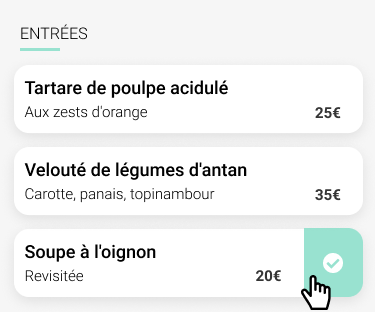 ENTRÉES
Tartare de poulpe acidulé
Aux zests d'orange 25€
Velouté de légumes d'antan
Carotte, panais, topinambour 35€
Soupe à l'oignon
Revisitée 20€